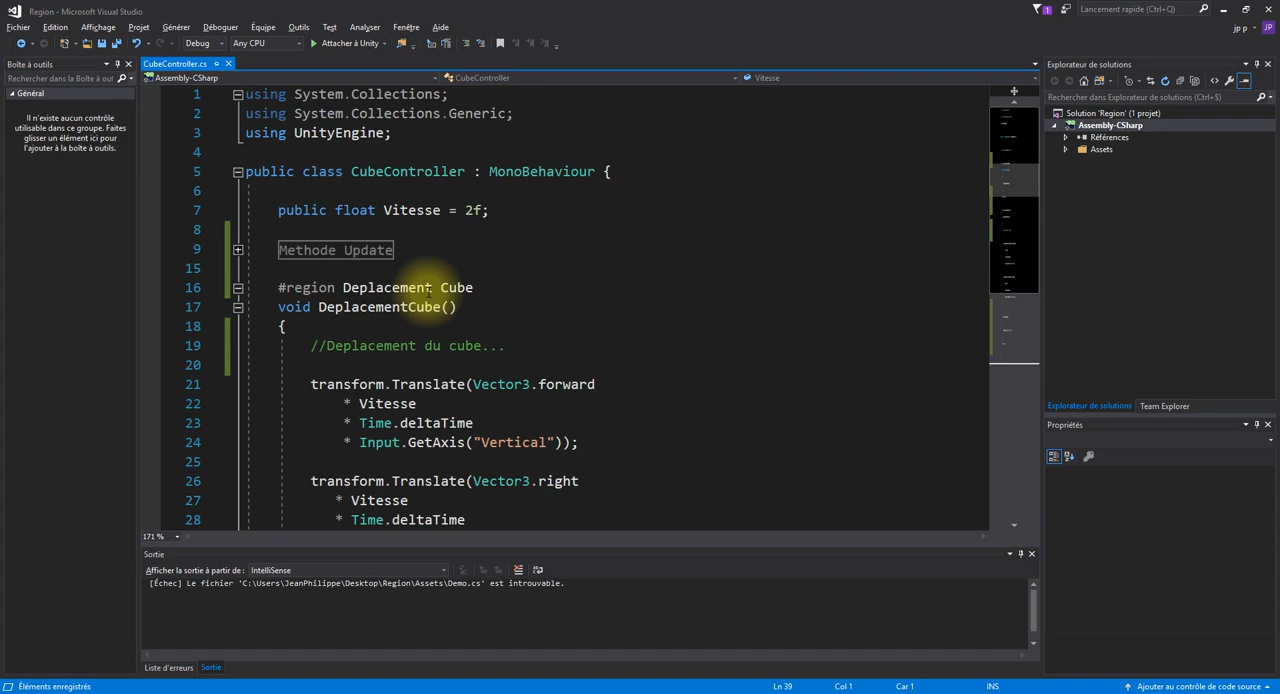 Region - Microsoft Visual Studio
1
Lancement rapide (Ctrl+Q)
Fichier Edition Affichage Projet Générer Déboguer Équipe Outils Test Analyser Fenêtre Aide
jp p
JP
Debug Any CPU Attacher à Unity
Boîte à outils
Rechercher dans la Boîte à outils
Général
Il n'existe aucun contrôle
utilisable dans ce groupe. Faites
glisser un élément ici pour
l'ajouter à la boîte à outils.
CubeController.cs
Assembly-CSharp CubeController Vitesse
1 using System.Collections;
2 using System.Collections.Generic;
3 using UnityEngine;
4
5 public class CubeController : MonoBehaviour {
6
7 public float Vitesse = 2f;
8
9 Methode Update
15
16 #region Deplacement Cube
17 void DeplacementCube()
18 {
19 //Deplacement du cube...
20
21 transform.Translate(Vector3.forward
22 * Vitesse
23 * Time.deltaTime
24 * Input.GetAxis("Vertical"));
25
26 transform.Translate(Vector3.right
27 * Vitesse
28 * Time.deltaTime
171 %
Sortie
Afficher la sortie à partir de : IntelliSense
[Échec] Le fichier 'C:\Users\JeanPhilippe\Desktop\Region\Assets\Demo.cs' est introuvable.
Liste d'erreurs Sortie
Explorateur de solutions
Rechercher dans Explorateur de solutions (Ctrl+$)
Solution 'Region' (1 projet)
Assembly-CSharp
Références
Assets
Explorateur de solutions Team Explorer
Propriétés
Éléments enregistrés Ln 39 Col 1 Car 1 INS Ajouter au contrôle de code source